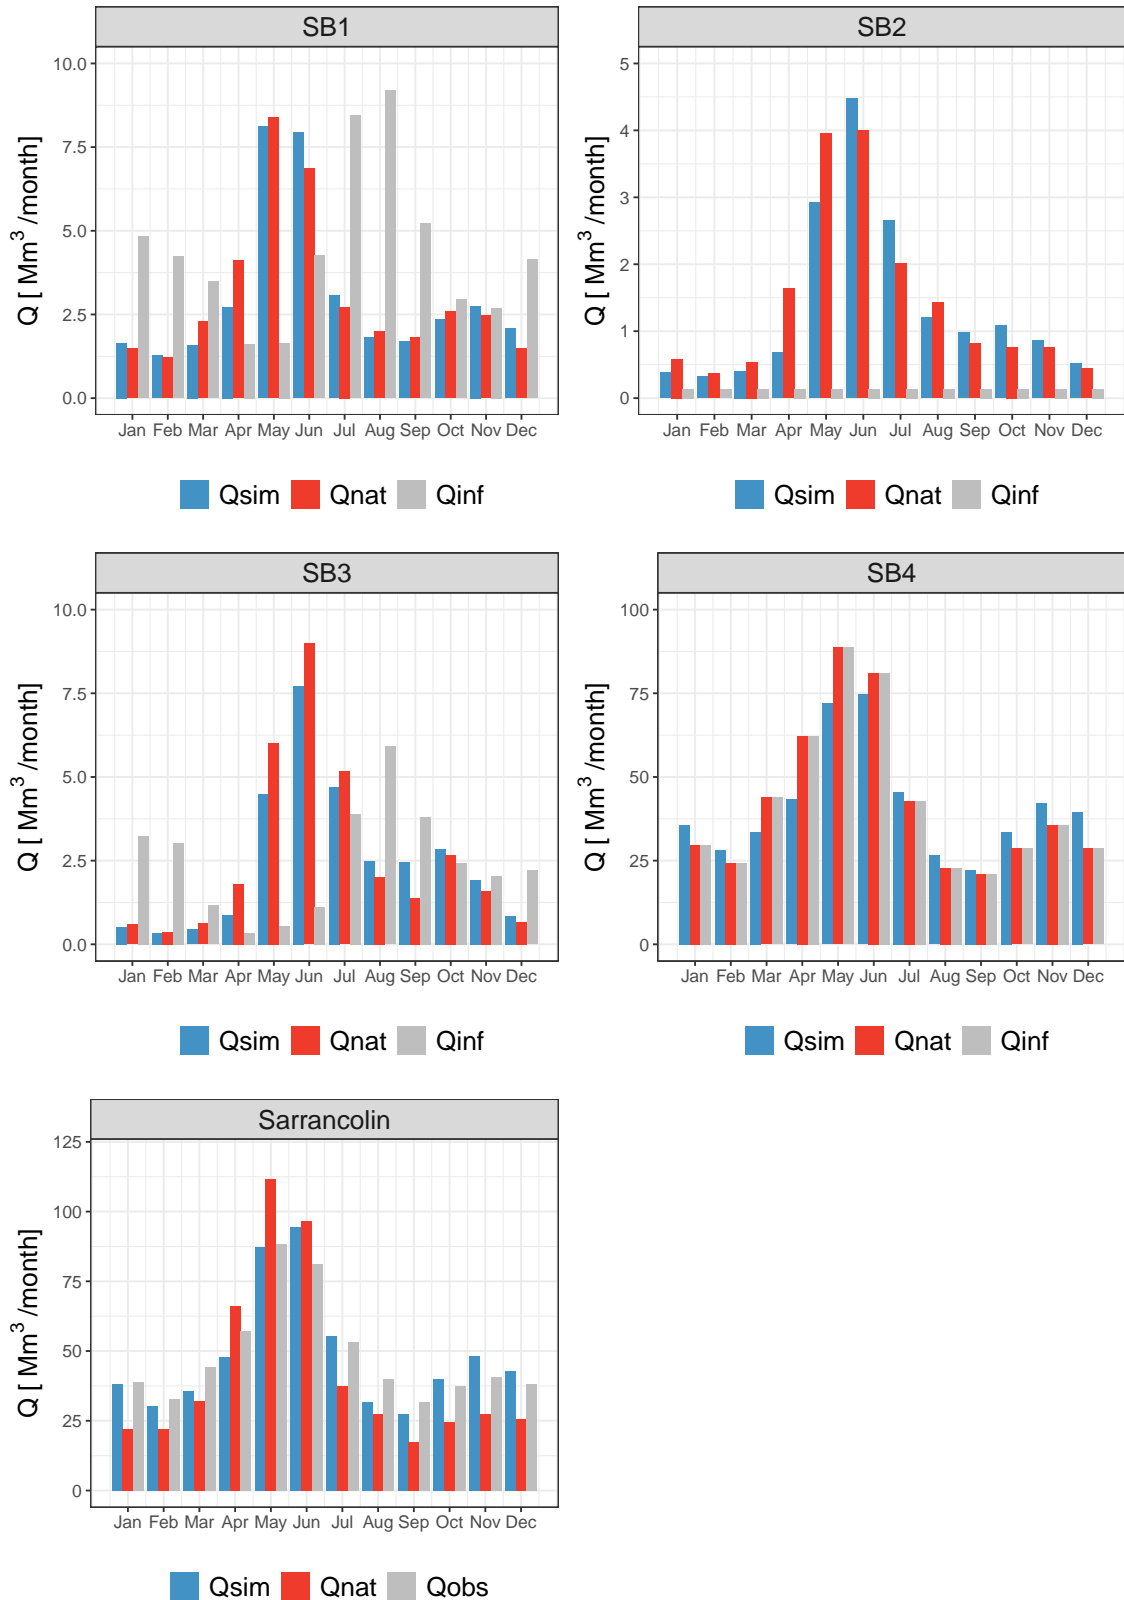 SB1
Q [ Mm³ /month]
10.0
7.5
5.0
2.5
0.0
Jan Feb Mar Apr May Jun Jul Aug Sep Oct Nov Dec
Qsim Qnat Qinf
SB2
Q [ Mm³ /month]
5
4
3
2
1
0
Jan Feb Mar Apr May Jun Jul Aug Sep Oct Nov Dec
Qsim Qnat Qinf
SB3
Q [ Mm³ /month]
10.0
7.5
5.0
2.5
0.0
Jan Feb Mar Apr May Jun Jul Aug Sep Oct Nov Dec
Qsim Qnat Qinf
SB4
Q [ Mm³ /month]
100
75
50
25
0
Jan Feb Mar Apr May Jun Jul Aug Sep Oct Nov Dec
Qsim Qnat Qinf
Sarrancolin
Q [ Mm³ /month]
125
100
75
50
25
0
Jan Feb Mar Apr May Jun Jul Aug Sep Oct Nov Dec
Qsim Qnat Qobs